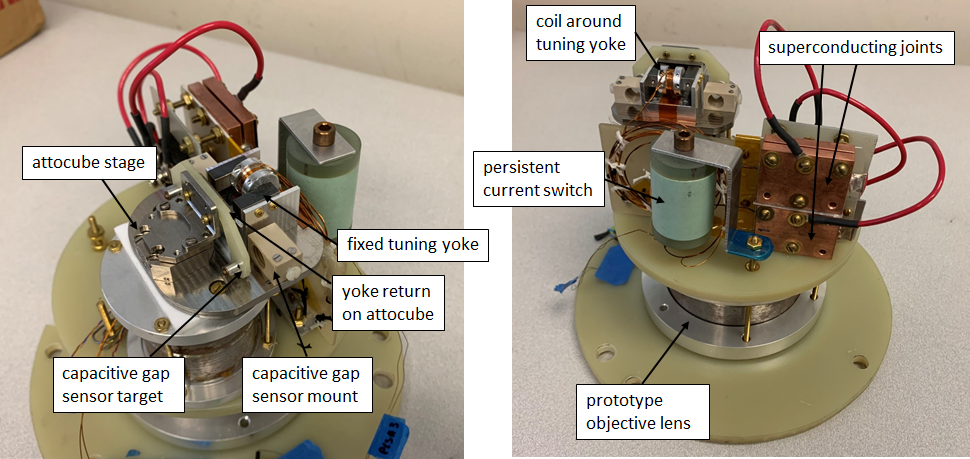 attocube stage
fixed tuning yoke
yoke return
on attocube
capacitive gap
sensor target
capacitive gap
sensor mount
coil around
tuning yoke
superconducting joints
persistent
current switch
prototype
objective lens